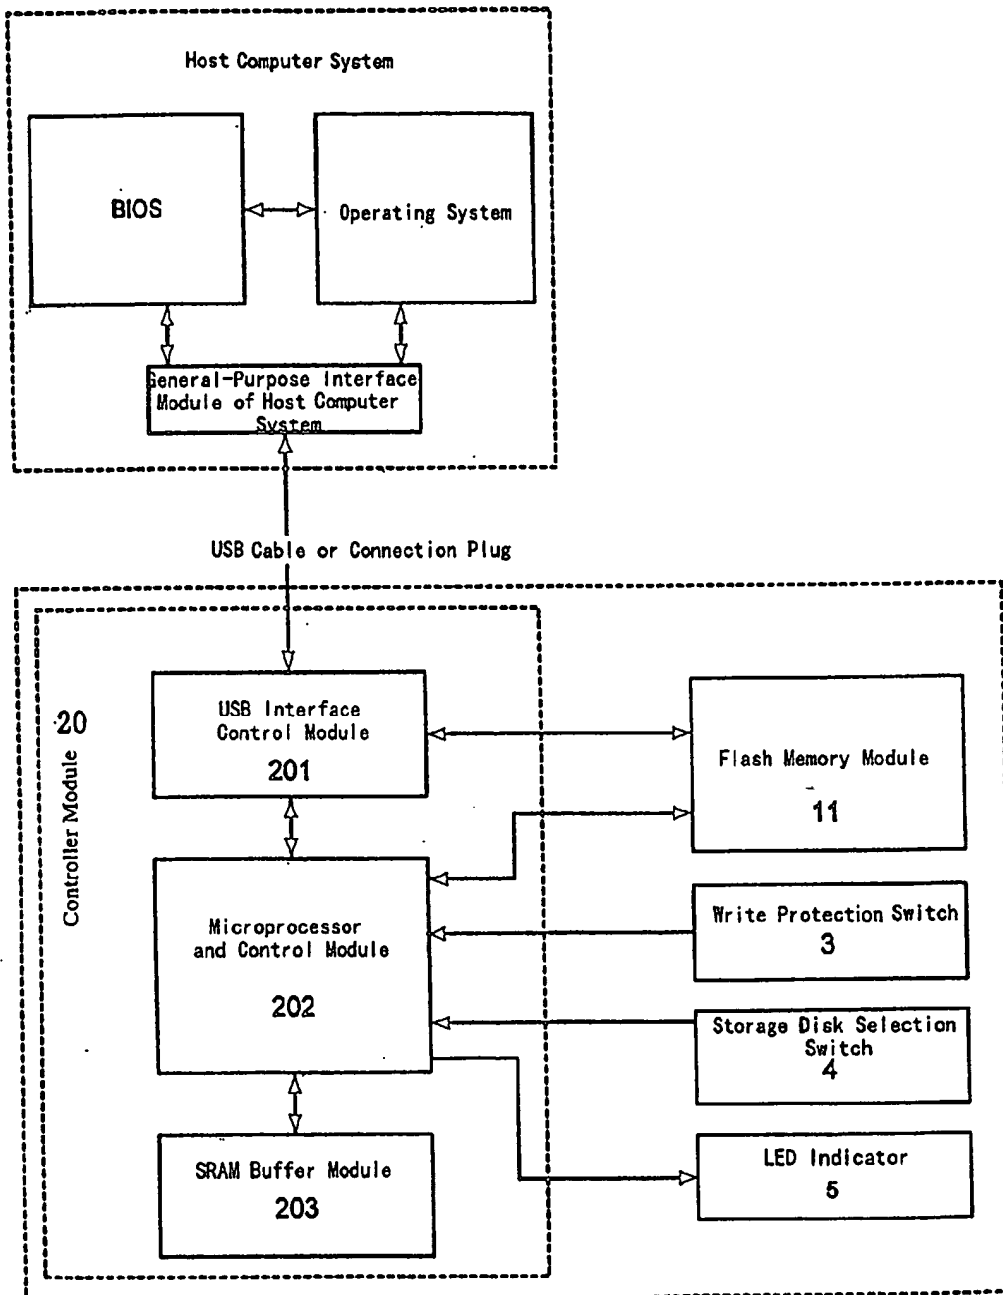 Host Computer System
BIOS
Operating System
General-Purpose Interface
Module of Host Computer
System
USB Cable or Connection Plug
20
Controller Module
USB Interface
Control Module
201
Flash Memory Module
11
Microprocessor
and Control Module
202
Write Protection Switch
3
Storage Disk Selection
Switch
4
SRAM Buffer Module
203
LED Indicator
5